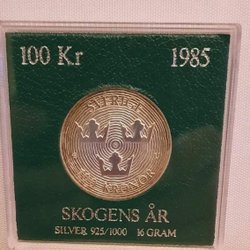 100 Kr 1985
SVERIGE
100 KRONOR
SKOGENS ÅR
SILVER 925/1000 16 GRAM